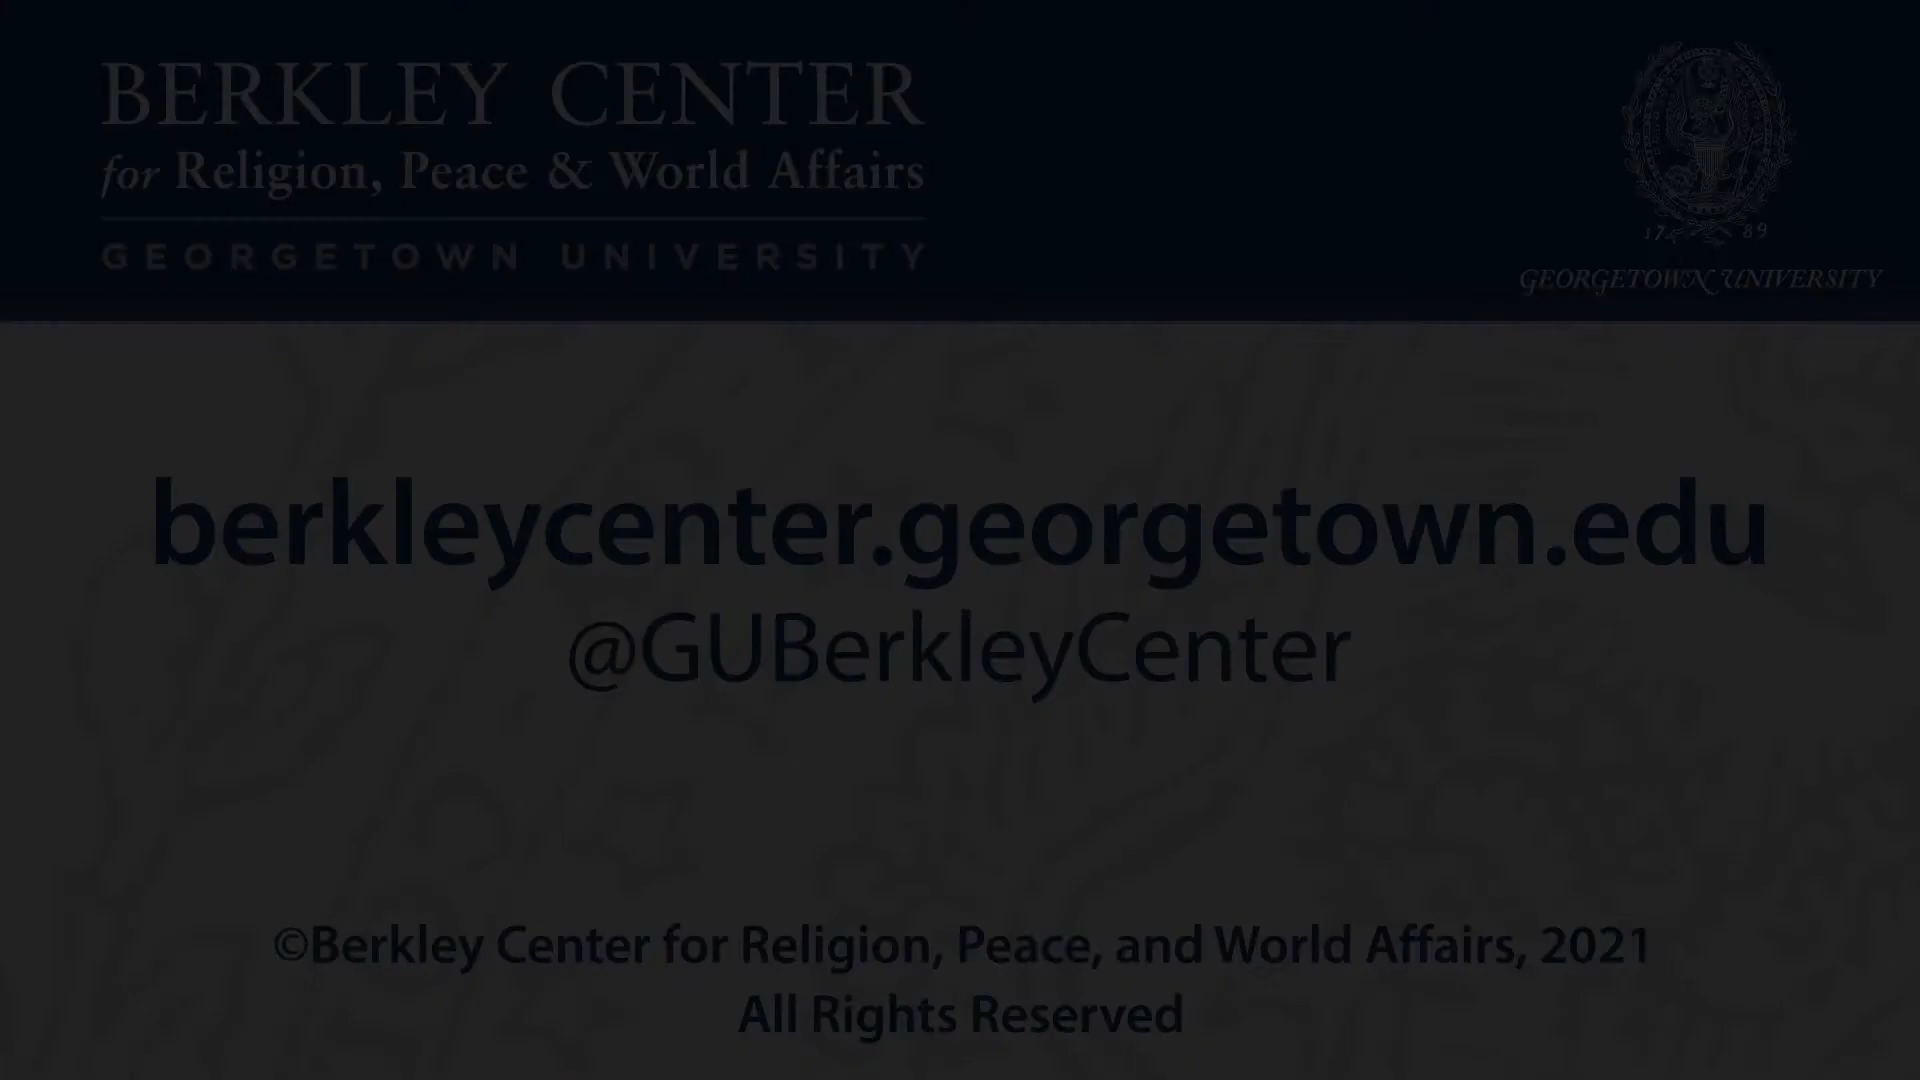 BERKLEY CENTER
for Religion, Peace & World Affairs
GEORGETOWN UNIVERSITY
17 89
GEORGETOWN UNIVERSITY
berkleycenter.georgetown.edu
@GUBerkleyCenter
©Berkley Center for Religion, Peace, and World Affairs, 2021
All Rights Reserved